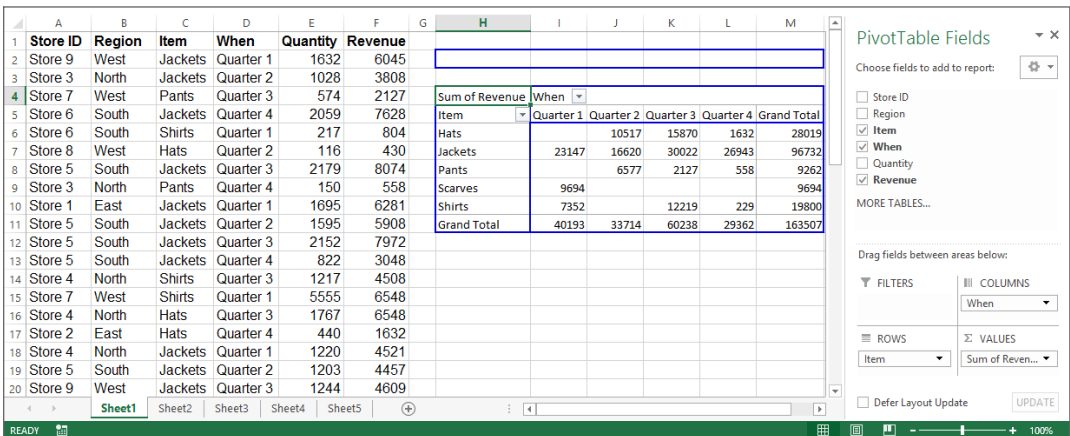 A B C D E F G H I J K L M
1 Store ID Region Item When Quantity Revenue
2 Store 9 West Jackets Quarter 1 1632 6045
3 Store 3 North Jackets Quarter 2 1028 3808
4 Store 7 West Pants Quarter 3 574 2127 Sum of Revenue When
5 Store 6 South Jackets Quarter 4 2059 7628 Item Quarter 1 Quarter 2 Quarter 3 Quarter 4 Grand Total
6 Store 6 South Shirts Quarter 1 217 804 Hats 10517 15870 1632 28019
7 Store 8 West Hats Quarter 2 116 430 Jackets 23147 16620 30022 26943 96732
8 Store 5 South Jackets Quarter 3 2179 8074 Pants 6577 2127 558 9262
9 Store 3 North Pants Quarter 4 150 558 Scarves 9694 9694
10 Store 1 East Jackets Quarter 1 1695 6281 Shirts 7352 12219 229 19800
11 Store 5 South Jackets Quarter 2 1595 5908 Grand Total 40193 33714 60238 29362 163507
12 Store 5 South Jackets Quarter 3 2152 7972
13 Store 5 South Jackets Quarter 4 822 3048
14 Store 4 North Shirts Quarter 3 1217 4508
15 Store 7 West Shirts Quarter 1 5555 6548
16 Store 4 North Hats Quarter 3 1767 6548
17 Store 2 East Hats Quarter 4 440 1632
18 Store 4 North Jackets Quarter 1 1220 4521
19 Store 5 South Jackets Quarter 2 1203 4457
20 Store 9 West Jackets Quarter 3 1244 4609
Sheet1 Sheet2 Sheet3 Sheet4 Sheet5
READY 100%
PivotTable Fields
Choose fields to add to report:
Store ID
Region
Item
When
Quantity
Revenue
MORE TABLES...
Drag fields between areas below:
FILTERS
COLUMNS
When
ROWS
Item
Σ VALUES
Sum of Reven...
Defer Layout Update
UPDATE